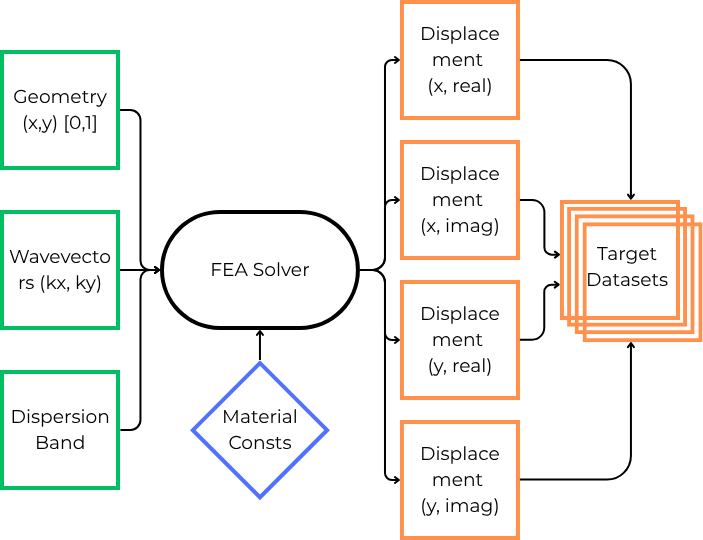 Geometry
(x,y) [0,1]
Wavevecto
rs (kx, ky)
Dispersion
Band
FEA Solver
Material
Consts
Displace
ment
(x, real)
Displace
ment
(x, imag)
Displace
ment
(y, real)
Displace
ment
(y, imag)
Target
Datasets